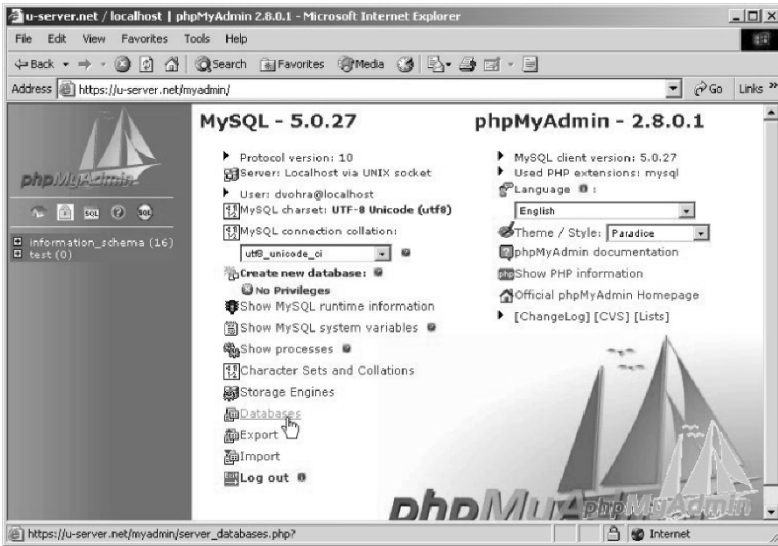 u-server.net / localhost | phpMyAdmin 2.8.0.1 - Microsoft Internet Explorer
File Edit View Favorites Tools Help
Back Search Favorites Media
Address https://u-server.net/myadmin/ Go Links »
phpMyAdmin
SQL
information_schema (16)
test (0)
MySQL - 5.0.27
Protocol version: 10
Server: Localhost via UNIX socket
User: dvohra@localhost
MySQL charset: UTF-8 Unicode (utf8)
MySQL connection collation:
utf8_unicode_ci
Create new database:
No Privileges
Show MySQL runtime information
Show MySQL system variables
Show processes
Character Sets and Collations
Storage Engines
Databases
Export
Import
Log out
phpMyAdmin - 2.8.0.1
MySQL client version: 5.0.27
Used PHP extensions: mysql
Language :
English
Theme / Style: Paradice
phpMyAdmin documentation
php Show PHP information
Official phpMyAdmin Homepage
[ChangeLog] [CVS] [Lists]
phpMyAdmin
phpMyAdmin
https://u-server.net/myadmin/server_databases.php? Internet